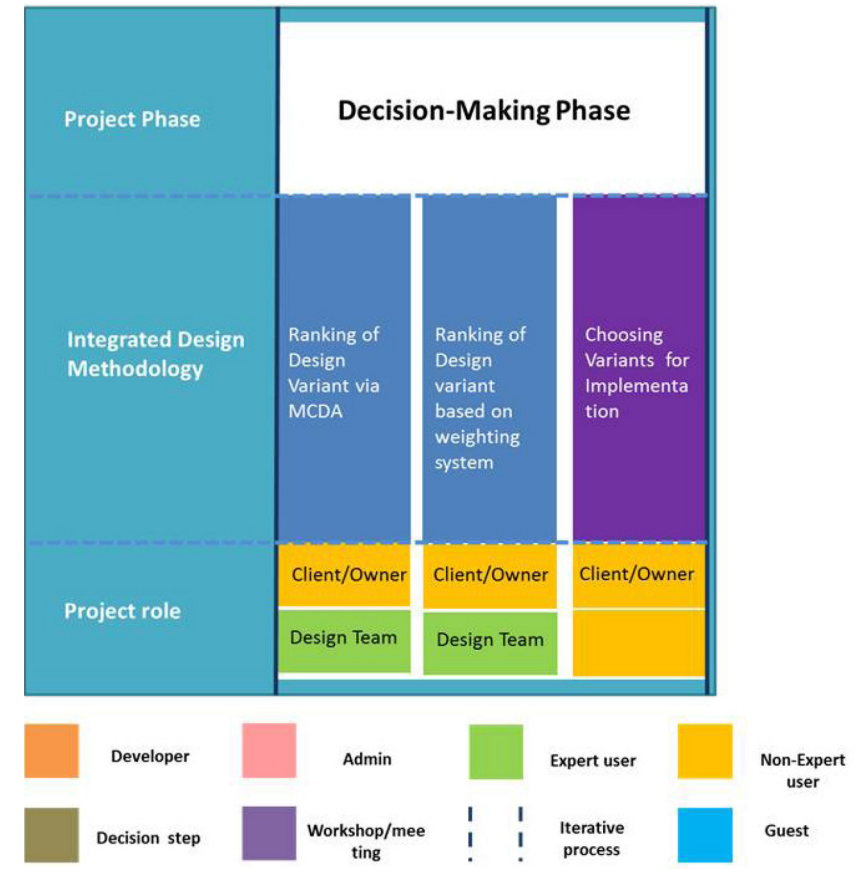 Project Phase
Decision-Making Phase
Integrated Design
Methodology
Ranking of
Design
Variant via
MCDA
Ranking of
Design
variant
based on
weighting
system
Choosing
Variants for
Implementa
tion
Project role
Client/Owner
Client/Owner
Client/Owner
Design Team
Design Team
Developer
Admin
Expert user
Non-Expert
user
Decision step
Workshop/mee
ting
Iterative
process
Guest